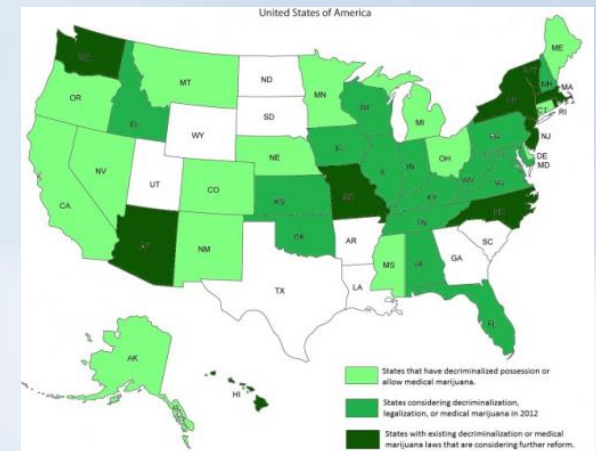 United States of America
WA
MT
ND
MN
ME
OR
ID
SD
WI
MI
NH
MA
CT
RI
WY
NE
IA
PA
NJ
NV
UT
CO
IL
IN
OH
DE
MD
WV
VA
CA
KS
MO
KY
AZ
NM
OK
AR
TN
NC
SC
TX
LA
MS
AL
GA
FL
AK
HI
States that have decriminalized possession or
allow medical marijuana.
States considering decriminalization,
legalization, or medical marijuana in 2012
States with existing decriminalization or medical
marijuana laws that are considering further reform.